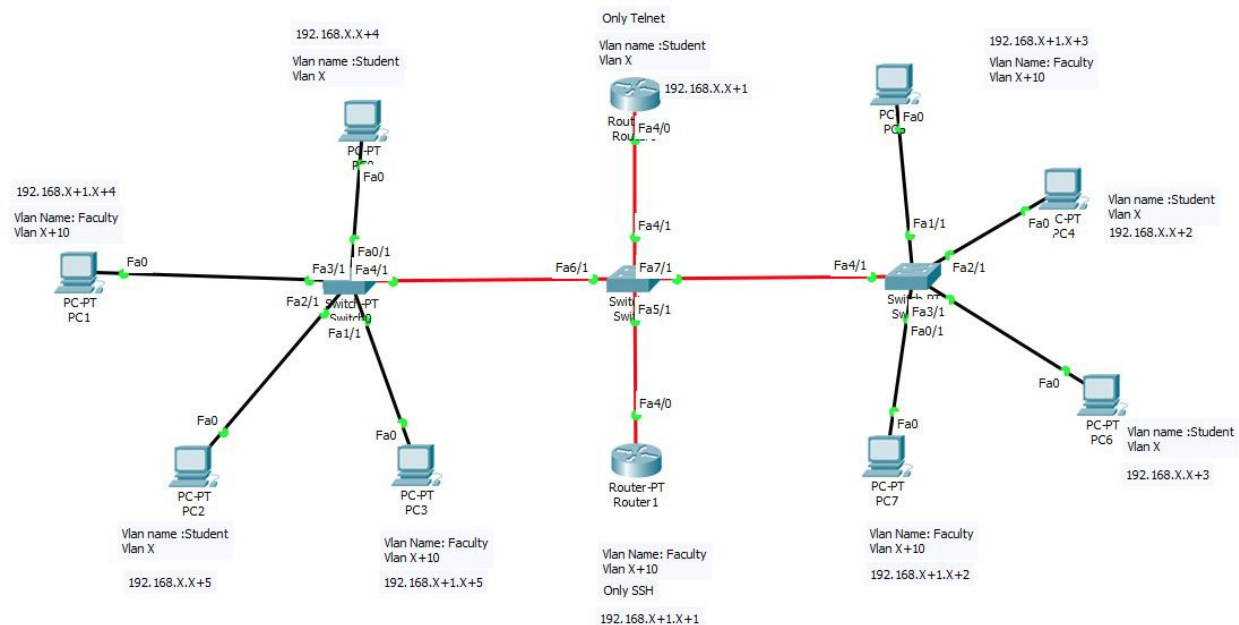 Only Telnet
Vlan name :Student
Vlan X
192.168.X.X+1
192.168.X.X+4
Vlan name :Student
Vlan X
192.168.X+1.X+3
Vlan Name: Faculty
Vlan X+10
192.168.X+1.X+4
Vlan Name: Faculty
Vlan X+10
Vlan name :Student
Vlan X
192.168.X.X+2
PC-PT
Fa0
Fa4/0
Fa0
Fa0
C-PT
PC4
Fa0
PC-PT
PC1
Fa0/1
Fa3/1
Fa4/1
Fa2/1
Fa1/1
Switch-PT
Switch0
Fa4/1
Fa6/1
Fa7/1
Fa5/1
Fa1/1
Fa4/1
Fa2/1
Fa3/1
Fa0/1
Fa0
PC-PT
PC2
Fa0
PC-PT
PC3
Fa4/0
Router-PT
Router1
Fa0
PC-PT
PC7
Fa0
PC-PT
PC6
Vlan name :Student
Vlan X
192.168.X.X+3
Vlan name :Student
Vlan X
192.168.X.X+5
Vlan Name: Faculty
Vlan X+10
192.168.X+1.X+5
Vlan Name: Faculty
Vlan X+10
Only SSH
192.168.X+1.X+1
Vlan Name: Faculty
Vlan X+10
192.168.X+1.X+2